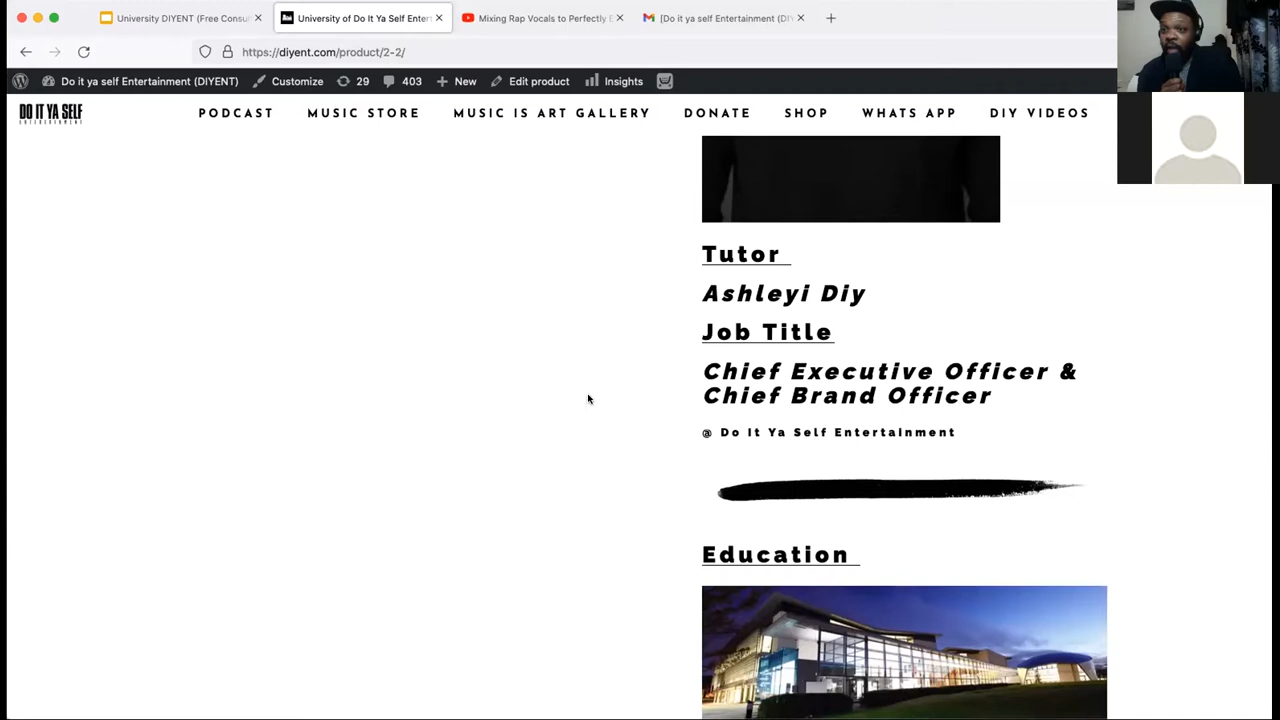 University DIYENT (Free Consul
University of Do It Ya Self Enter
Mixing Rap Vocals to Perfectly
[Do it ya self Entertainment (DI
https://diyent.com/product/2-2/
Do it ya self Entertainment (DIYENT)
Customize
29
403
New
Edit product
Insights
DO IT YA SELF
ENTERTAINMENT
PODCAST
MUSIC STORE
MUSIC IS ART GALLERY
DONATE
SHOP
WHATS APP
DIY VIDEOS
Tutor
Ashleyi Diy
Job Title
Chief Executive Officer &
Chief Brand Officer
@ Do It Ya Self Entertainment
Education